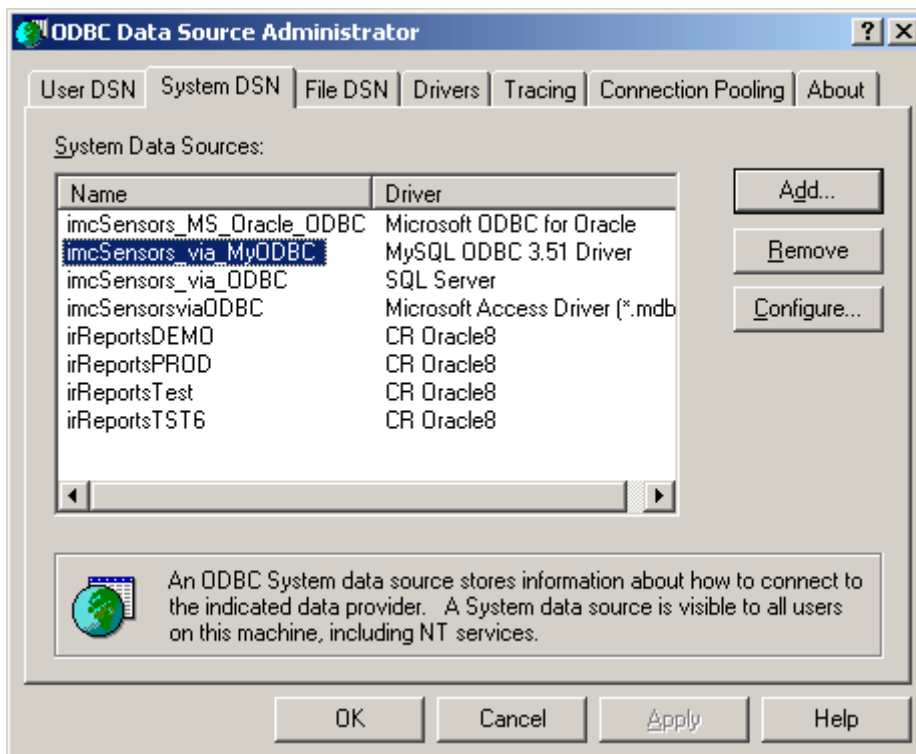 ODBC Data Source Administrator
User DSN System DSN File DSN Drivers Tracing Connection Pooling About
System Data Sources:
Name Driver
imcSensors_MS_Oracle_ODBC Microsoft ODBC for Oracle
imcSensors_via_MyODBC MySQL ODBC 3.51 Driver
imcSensors_via_ODBC SQL Server
imcSensorsviaODBC Microsoft Access Driver (*.mdb
irReportsDEMO CR Oracle8
irReportsPROD CR Oracle8
irReportsTest CR Oracle8
irReportsTST6 CR Oracle8
Add...
Remove
Configure...
An ODBC System data source stores information about how to connect to
the indicated data provider. A System data source is visible to all users
on this machine, including NT services.
OK Cancel Apply Help